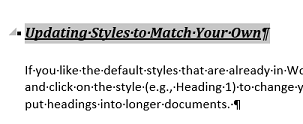 Updating Styles to Match Your Own¶
If you like the default styles that are already in
and click on the style (e.g., Heading 1) to change
put headings into longer documents. ¶